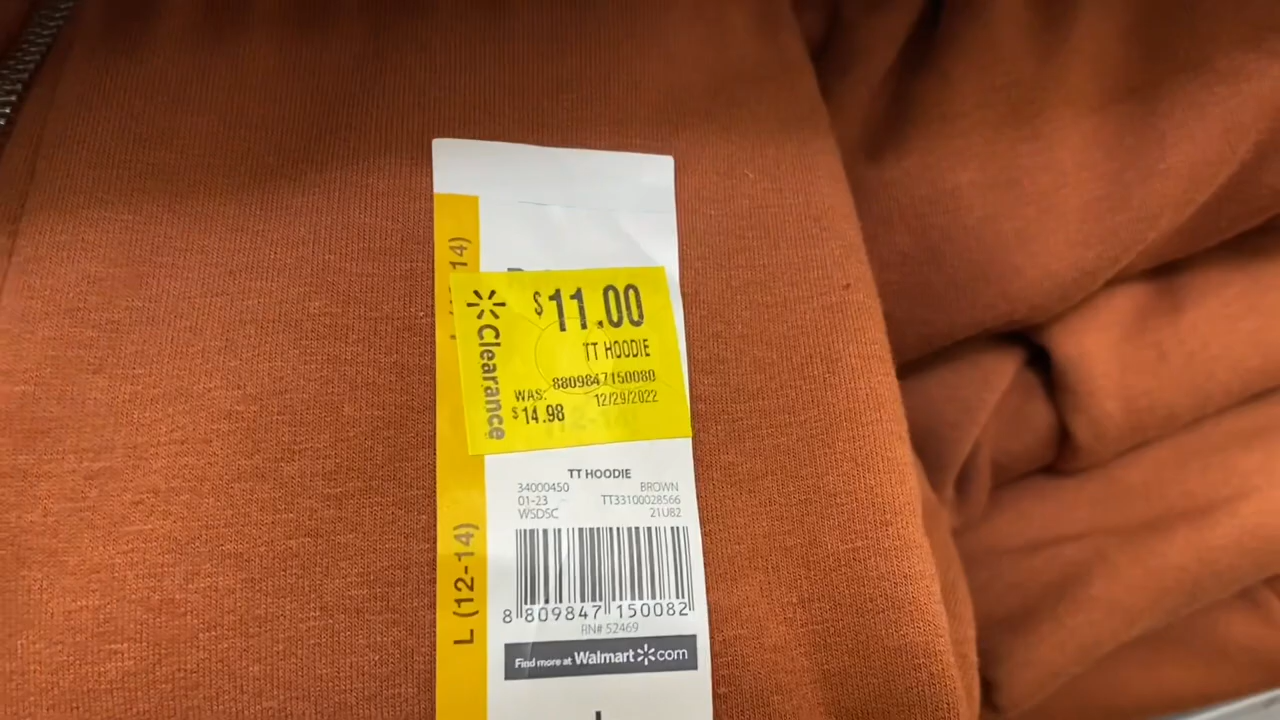 $11.00
TT HOODIE
8809847150080
WAS: 12/29/2022
$14.98
Clearance
TT HOODIE
34000450 BROWN
01-23 TT33100028566
WSDSC 21U82
8 809847 150082
RN# 52469
Find more at Walmart com
L (12-14)
14)
L